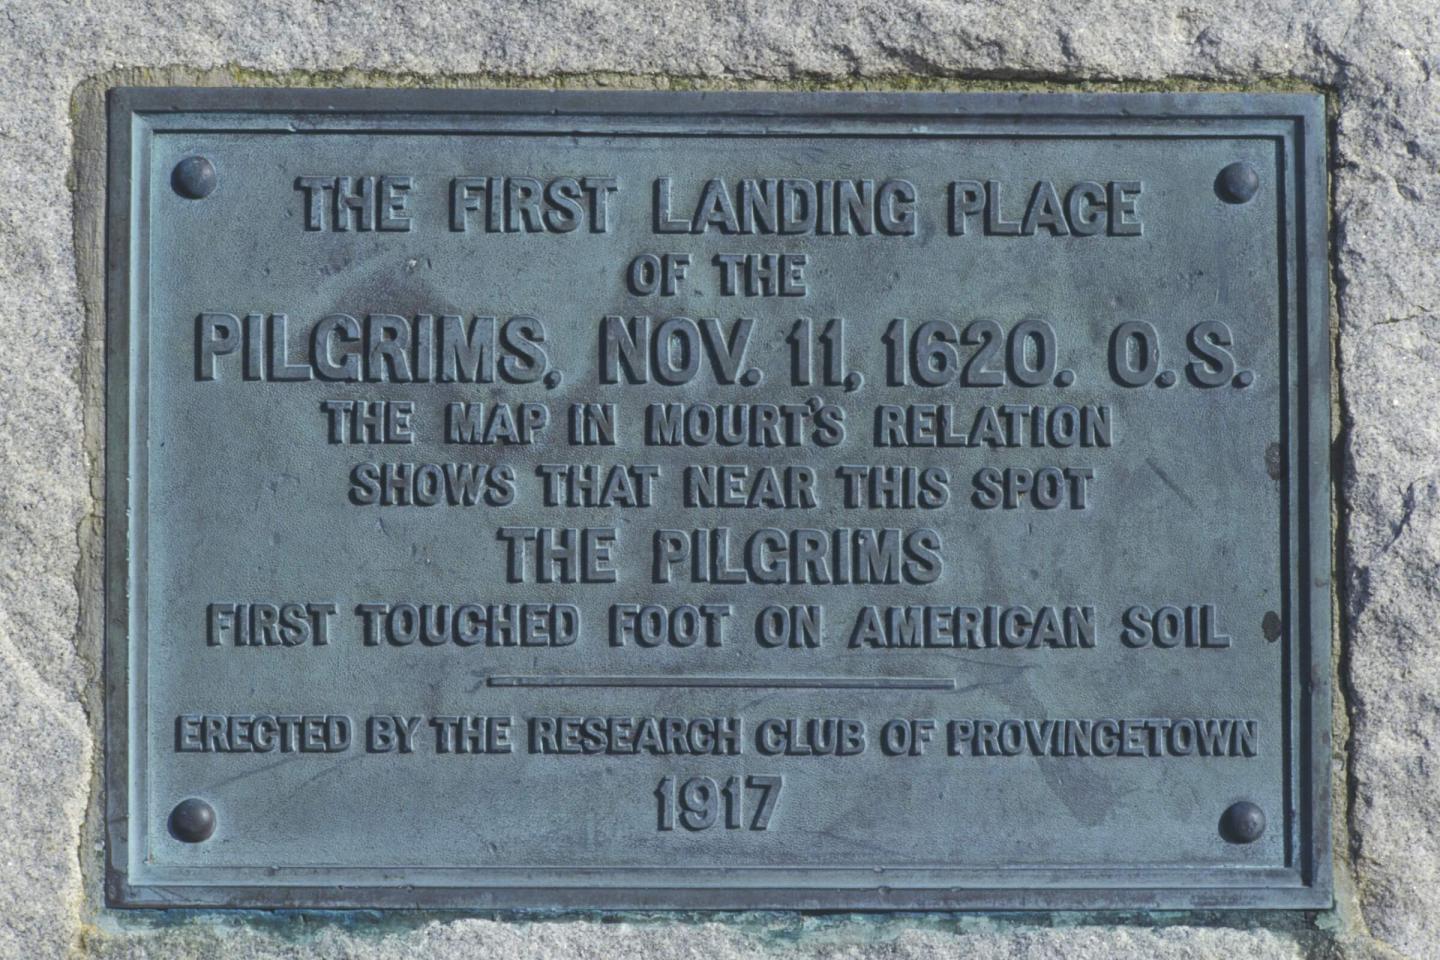 THE FIRST LANDING PLACE
OF THE
PILGRIMS, NOV. 11, 1620. O.S.
THE MAP IN MOURT'S RELATION
SHOWS THAT NEAR THIS SPOT
THE PILGRIMS
FIRST TOUCHED FOOT ON AMERICAN SOIL
ERECTED BY THE RESEARCH CLUB OF PROVINCETOWN
1917